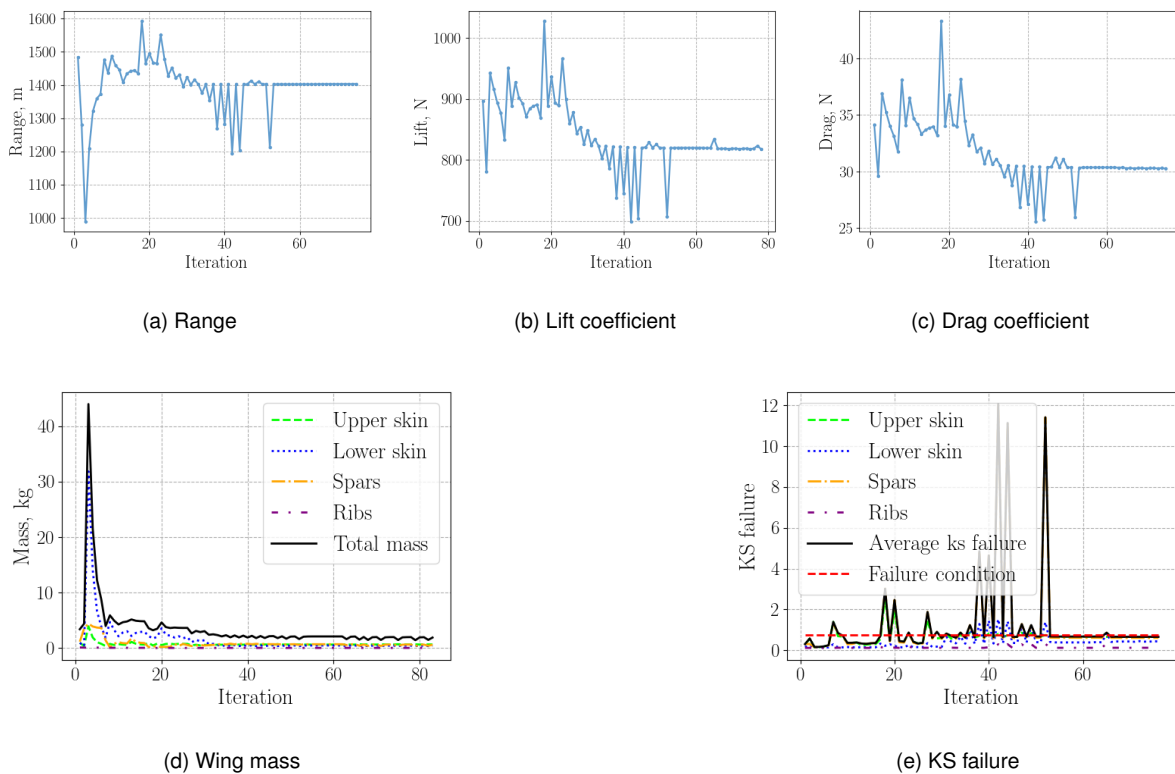 1600
1500
1400
1300
1200
1100
1000
Range, m
0 20 40 60
Iteration
(a) Range
1000
900
800
700
Lift, N
0 20 40 60 80
Iteration
(b) Lift coefficient
40
35
30
25
Drag, N
0 20 40 60
Iteration
(c) Drag coefficient
40
30
20
10
0
Mass, kg
Upper skin
Lower skin
Spars
Ribs
Total mass
0 20 40 60 80
Iteration
(d) Wing mass
12
10
8
6
4
2
0
KS failure
Upper skin
Lower skin
Spars
Ribs
Average ks failure
Failure condition
0 20 40 60
Iteration
(e) KS failure